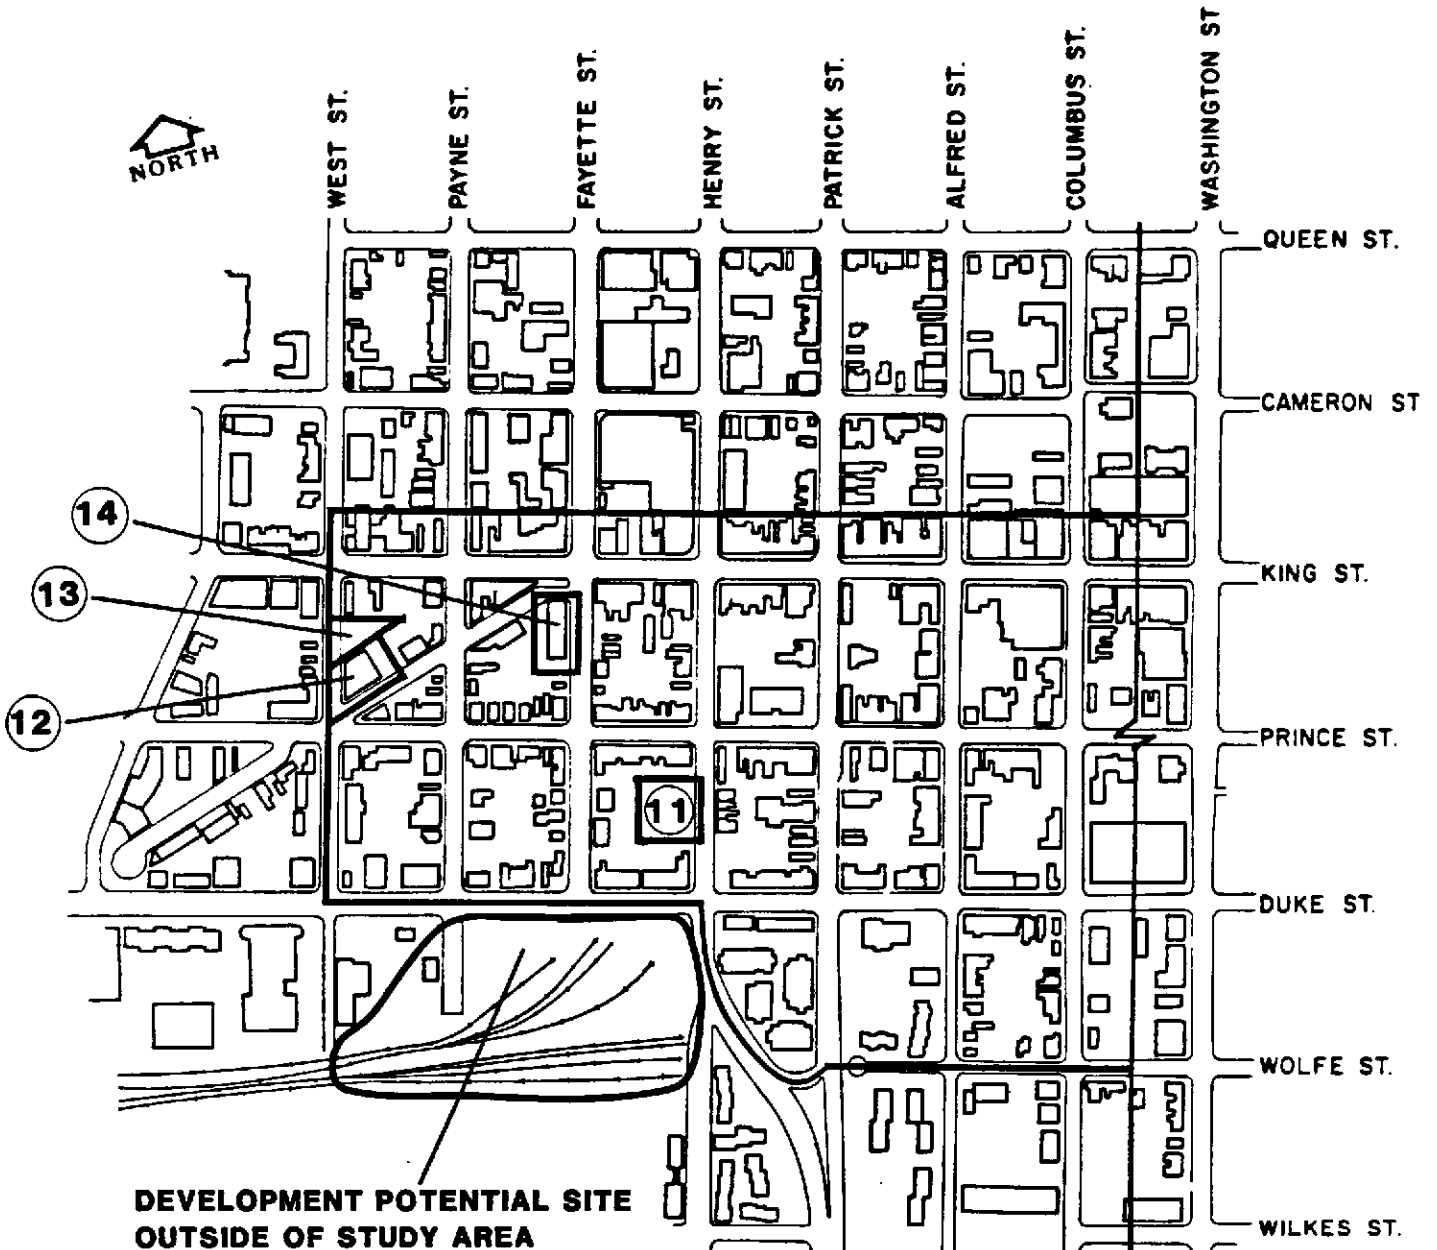 WEST ST.
PAYNE ST.
FAYETTE ST.
HENRY ST.
PATRICK ST.
ALFRED ST.
COLUMBUS ST.
WASHINGTON ST
NORTH
QUEEN ST.
CAMERON ST
14
KING ST.
13
12
PRINCE ST.
11
DUKE ST.
WOLFE ST.
DEVELOPMENT POTENTIAL SITE
OUTSIDE OF STUDY AREA
WILKES ST.